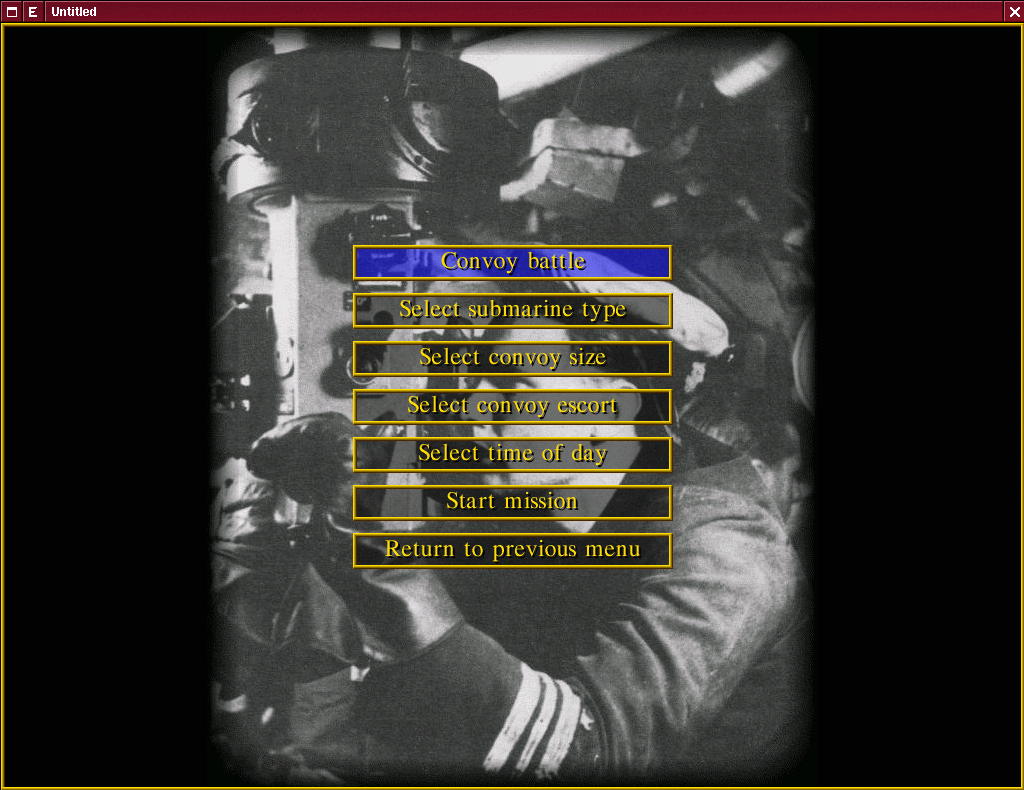 E Untitled
Convoy battle
Select submarine type
Select convoy size
Select convoy escort
Select time of day
Start mission
Return to previous menu